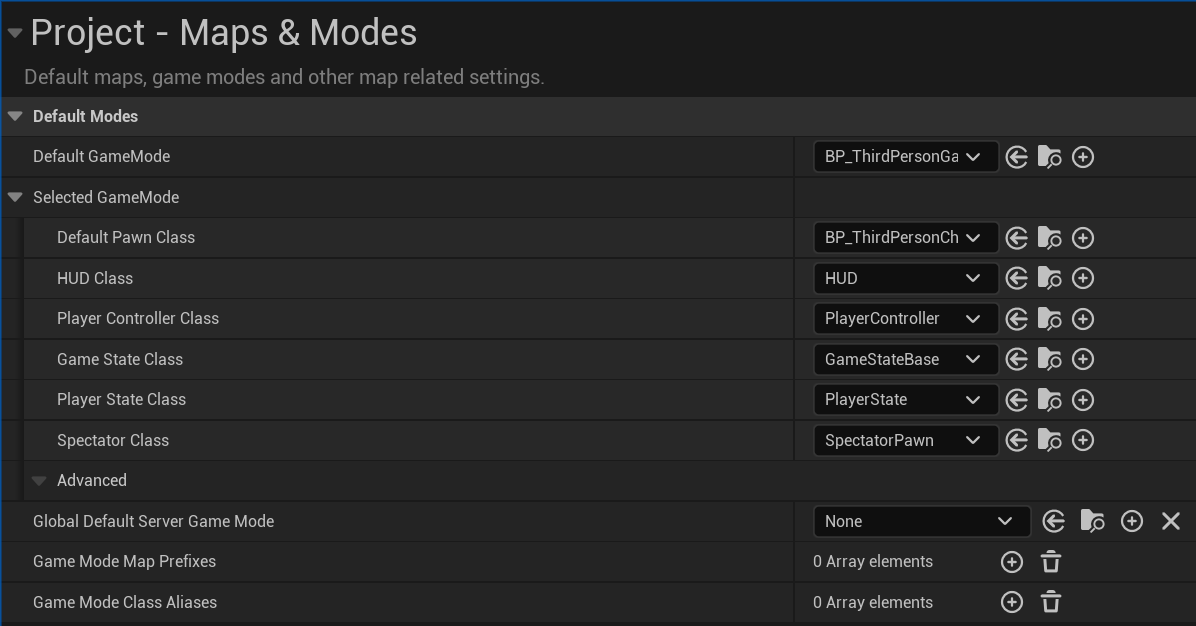 Project - Maps & Modes
Default maps, game modes and other map related settings.
Default Modes
Default GameMode BP_ThirdPersonGa
Selected GameMode
Default Pawn Class BP_ThirdPersonCh
HUD Class HUD
Player Controller Class PlayerController
Game State Class GameStateBase
Player State Class PlayerState
Spectator Class SpectatorPawn
Advanced
Global Default Server Game Mode None
Game Mode Map Prefixes 0 Array elements
Game Mode Class Aliases 0 Array elements